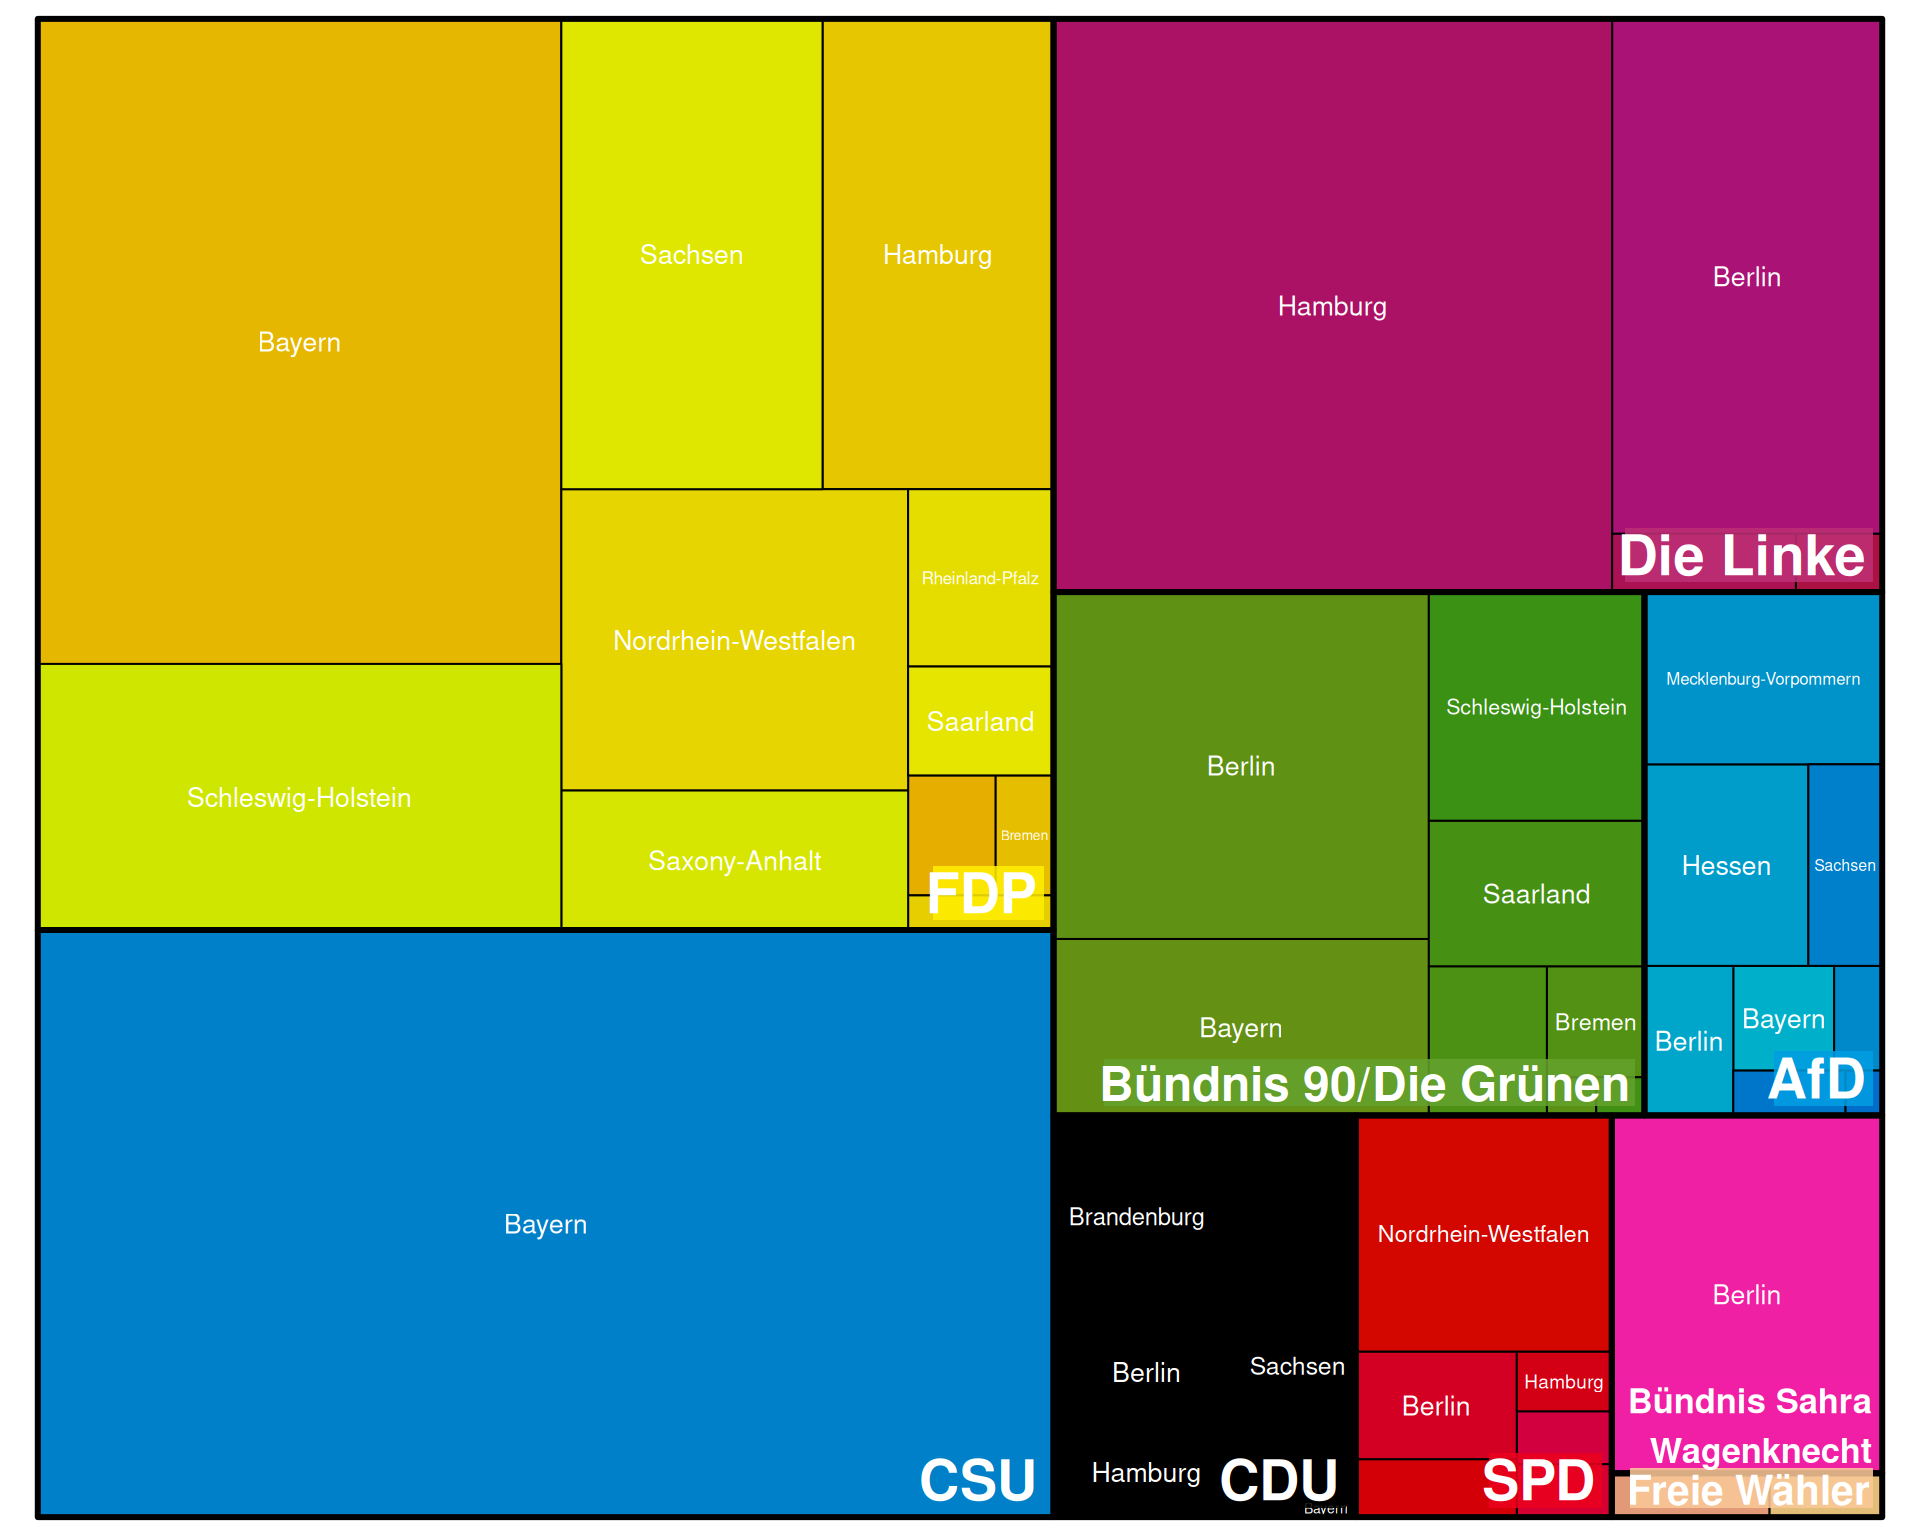 Bayern
Sachsen
Hamburg
Schleswig-Holstein
Nordrhein-Westfalen
Rheinland-Pfalz
Saarland
Saxony-Anhalt
Bremen
FDP
Bayern
CSU
Hamburg
Berlin
Die Linke
Berlin
Schleswig-Holstein
Saarland
Bayern
Bremen
Bündnis 90/Die Grünen
Mecklenburg-Vorpommern
Hessen
Sachsen
Berlin
Bayern
AfD
Brandenburg
Berlin
Sachsen
Hamburg
CDU
Bayern
Nordrhein-Westfalen
Berlin
Hamburg
SPD
Berlin
Bündnis Sahra
Wagenknecht
Freie Wähler